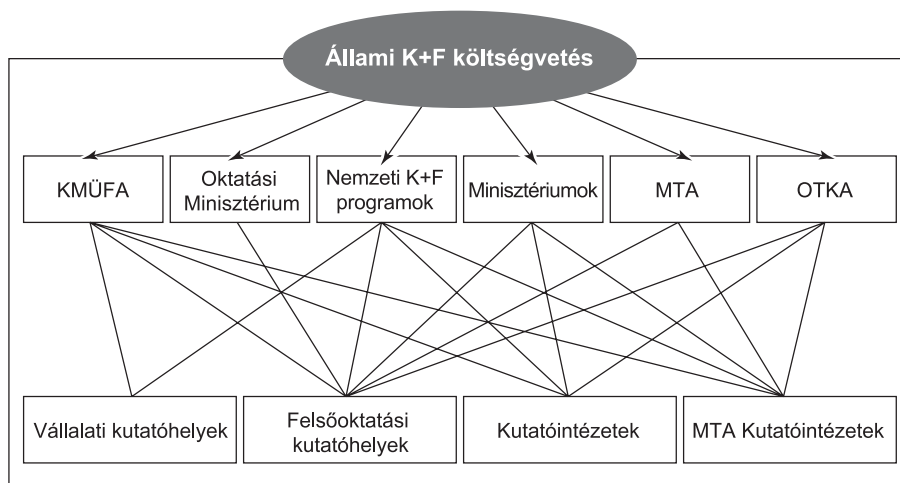 Állami K+F költségvetés
KMÜFA
Oktatási
Minisztérium
Nemzeti K+F
programok
Minisztériumok
MTA
OTKA
Vállalati kutatóhelyek
Felsőoktatási
kutatóhelyek
Kutatóintézetek
MTA Kutatóintézetek